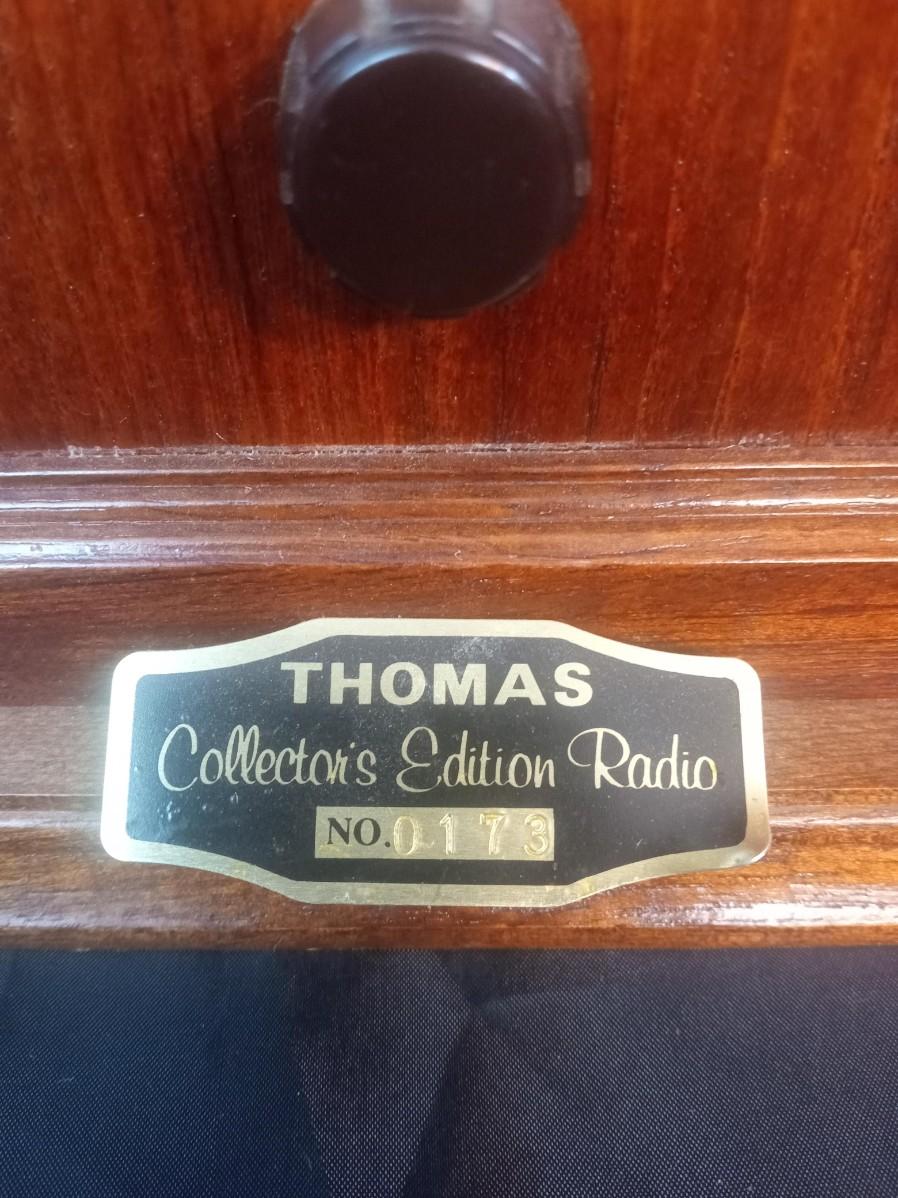 THOMAS
Collector's Edition Radio
NO. 0173